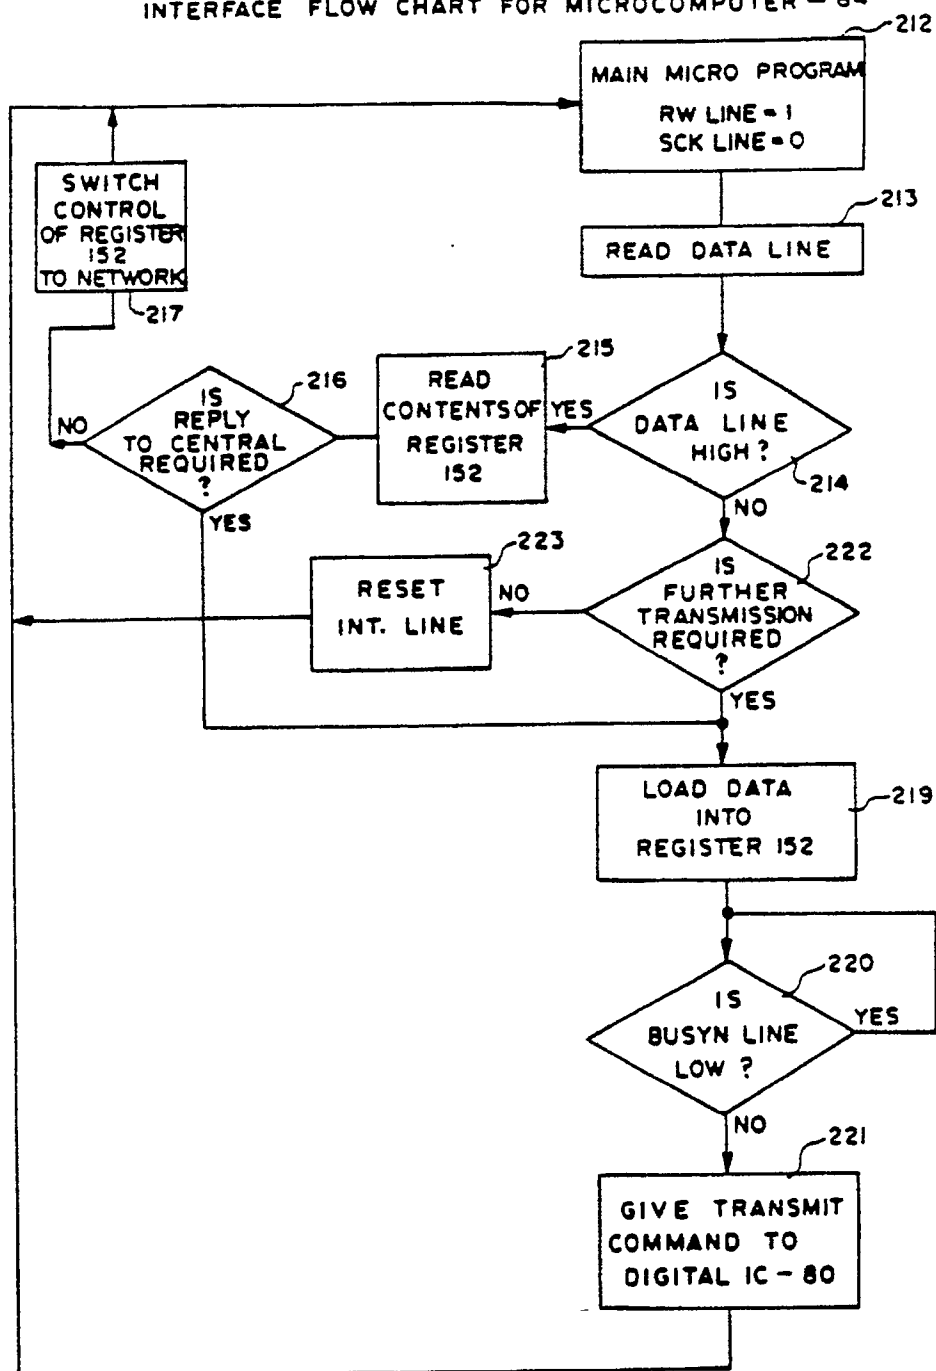 INTERFACE FLOW CHART FOR MICROCOMPUTER - 84
212
MAIN MICRO PROGRAM
RW LINE = 1
SCK LINE = 0
SWITCH
CONTROL
OF REGISTER
152
TO NETWORK
217
213
READ DATA LINE
215
READ
CONTENTS OF
REGISTER
152
216
IS
REPLY
TO CENTRAL
REQUIRED
?
NO
YES
YES
IS
DATA LINE
HIGH ?
214
NO
223
RESET
INT. LINE
NO
222
IS
FURTHER
TRANSMISSION
REQUIRED
?
YES
LOAD DATA
INTO
REGISTER 152
219
220
IS
BUSYN LINE
LOW ?
YES
NO
221
GIVE TRANSMIT
COMMAND TO
DIGITAL IC - 80